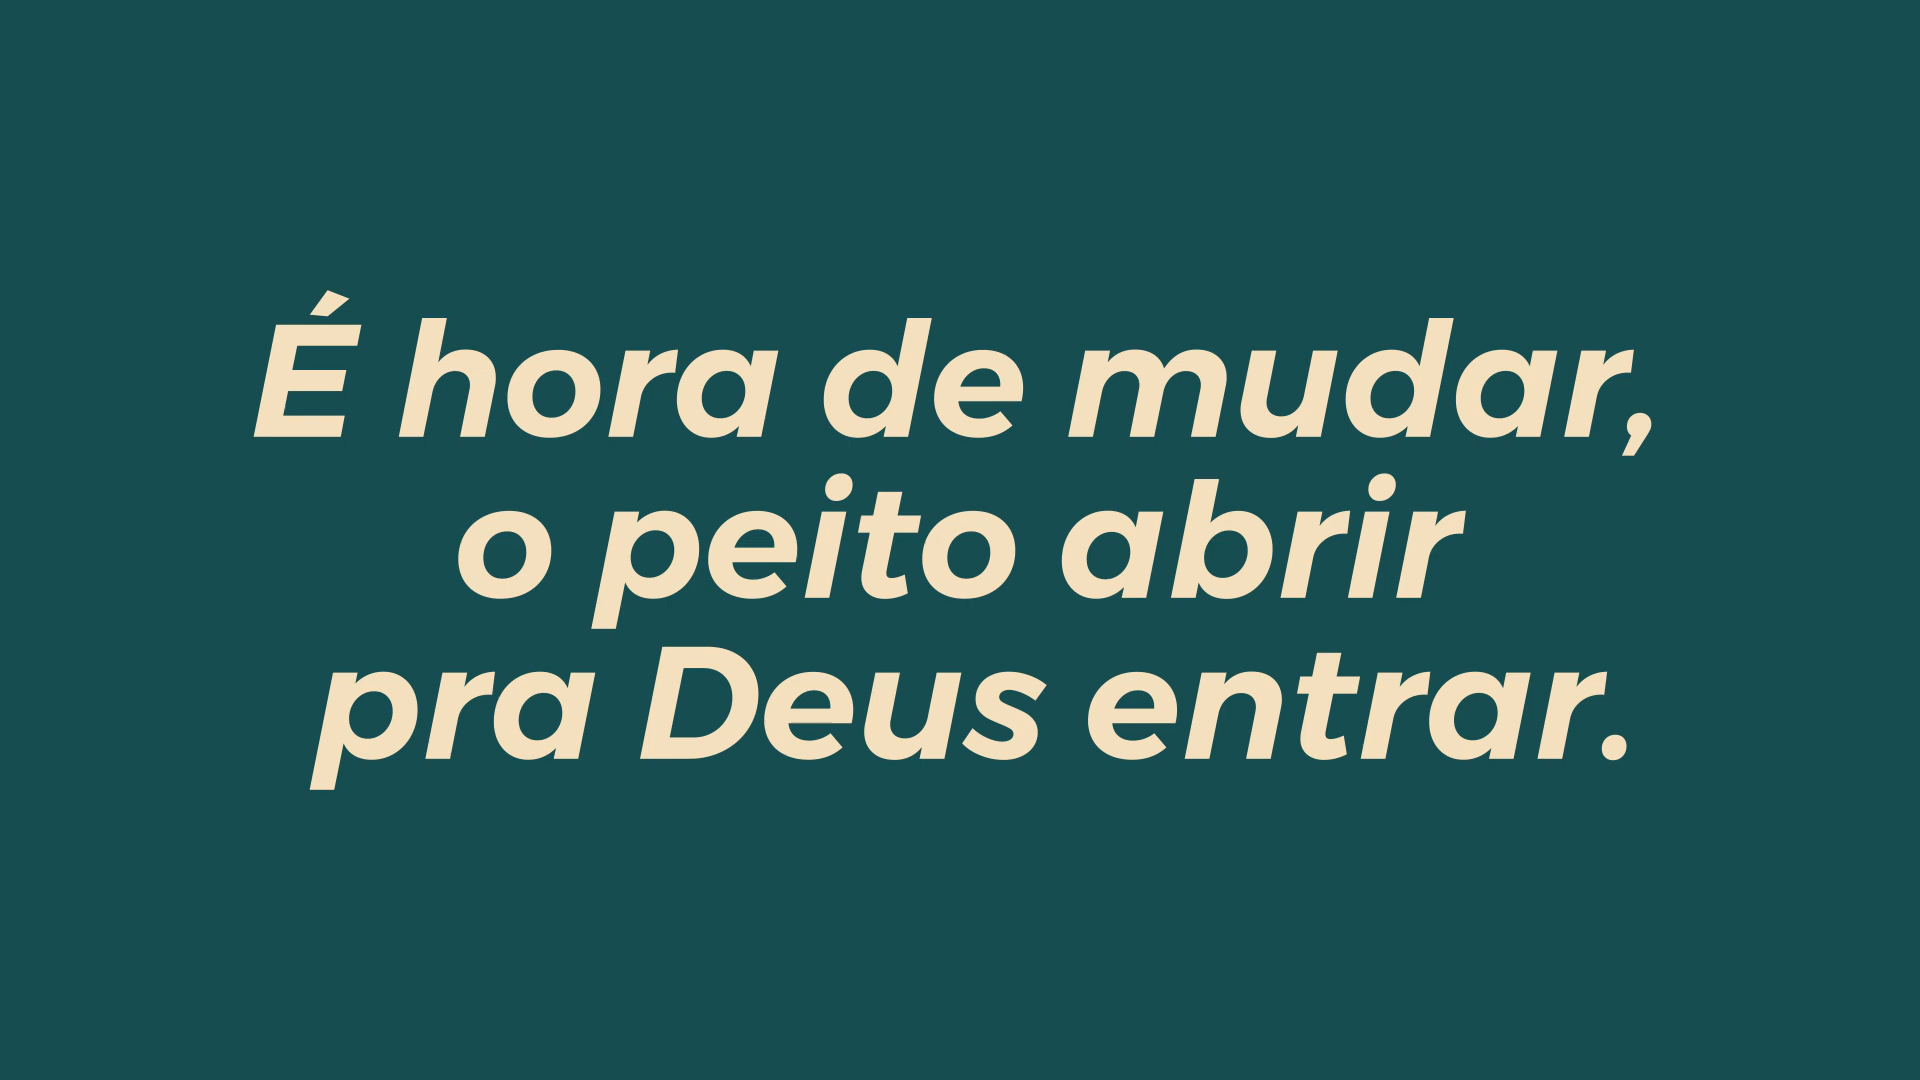 É hora de mudar,
o peito abrir
pra Deus entrar.